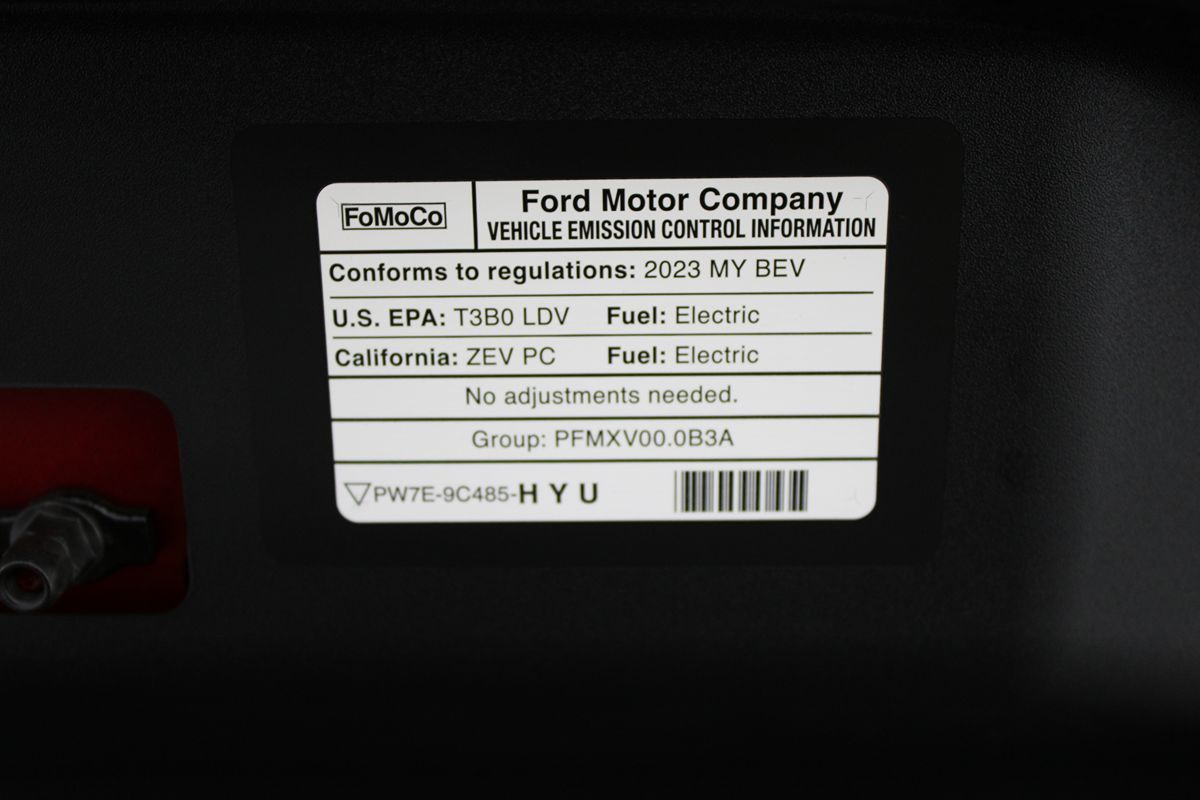 FoMoCo
Ford Motor Company
VEHICLE EMISSION CONTROL INFORMATION
Conforms to regulations: 2023 MY BEV
U.S. EPA: T3B0 LDV Fuel: Electric
California: ZEV PC Fuel: Electric
No adjustments needed.
Group: PFMXV00.0B3A
PW7E-9C485-HYU